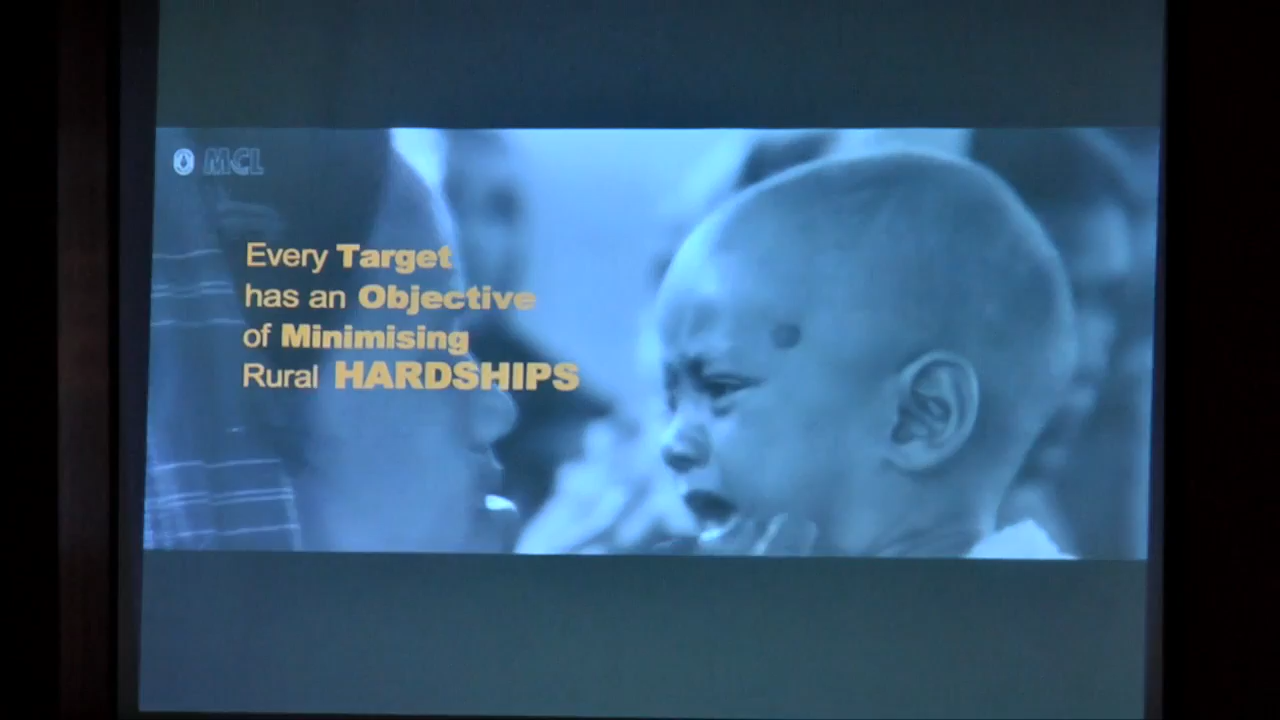 MCL
Every Target
has an Objective
of Minimising
Rural HARDSHIPS